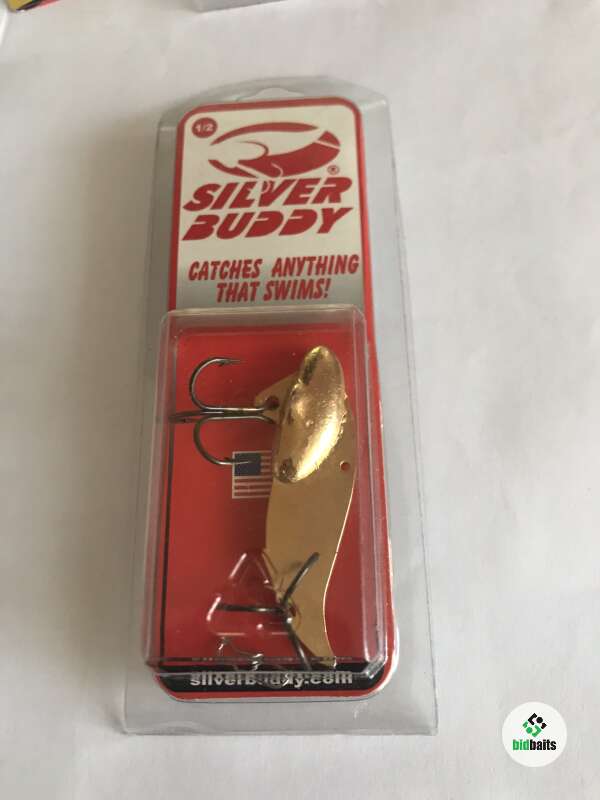 1/2
SILVER®
BUDDY
CATCHES ANYTHING
THAT SWIMS!
silverbuddy.com
bidbaits